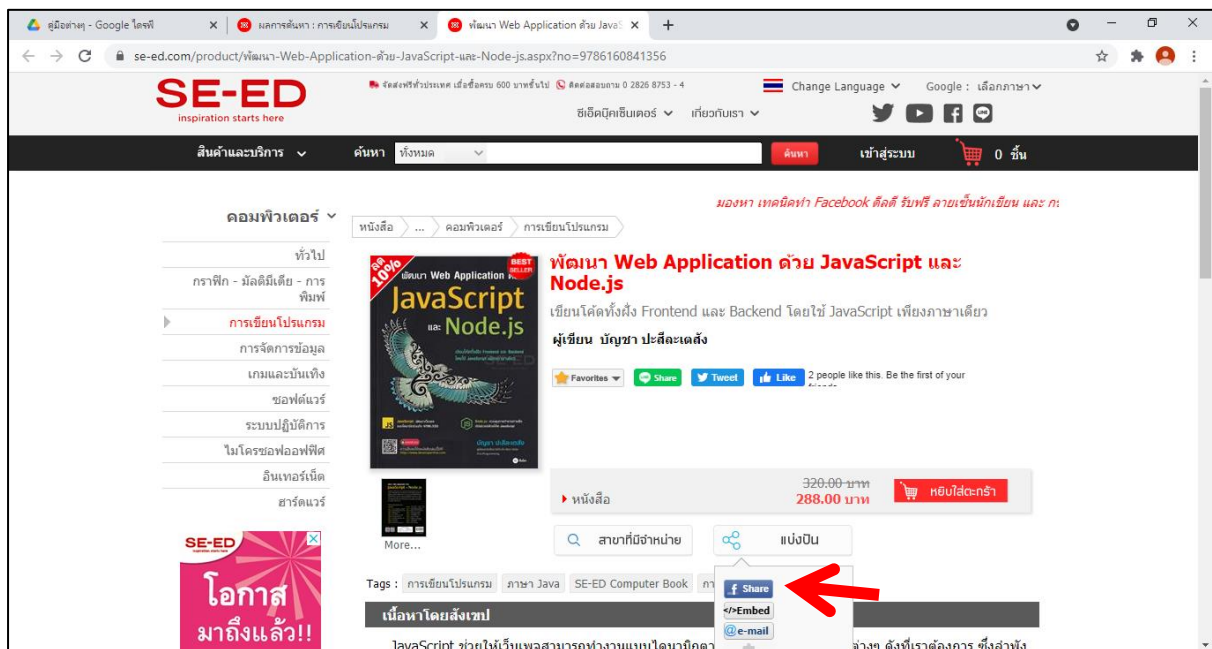 คู่มือต่างๆ - Google ไดรฟ์
ผลการค้นหา : การเขียนโปรแกรม
พัฒนา Web Application ด้วย JavaS
se-ed.com/product/พัฒนา-Web-Application-ด้วย-JavaScript-และ-Node-js.aspx?no=9786160841356
SE-ED
inspiration starts here
จัดส่งฟรีทั่วประเทศ เมื่อซื้อครบ 600 บาทขึ้นไป ติดต่อสอบถาม 0 2826 8753 - 4
Change Language
Google : เลือกภาษา
ซีเอ็ดบุ๊คเซ็นเตอร์ เกี่ยวกับเรา
สินค้าและบริการ
ค้นหา ทั้งหมด
ค้นหา
เข้าสู่ระบบ
0 ชิ้น
มองหา เทคนิคทำ Facebook ดีลดี รับฟรี ลายเซ็นนักเขียน และ
คอมพิวเตอร์
หนังสือ ... คอมพิวเตอร์ การเขียนโปรแกรม
ทั่วไป
กราฟิก - มัลติมีเดีย - การ
พิมพ์
การเขียนโปรแกรม
การจัดการข้อมูล
เกมและบันเทิง
ซอฟต์แวร์
ระบบปฏิบัติการ
ไมโครซอฟออฟฟิศ
อินเทอร์เน็ต
ฮาร์ดแวร์
ลด 10%
BEST SELLER
พัฒนา Web Application
JavaScript
และ Node.js
พัฒนา Web Application ด้วย JavaScript และ
Node.js
เขียนโค้ดทั้งฝั่ง Frontend และ Backend โดยใช้ JavaScript เพียงภาษาเดียว
ผู้เขียน บัญชา ปะสีละเตสัง
Favorites Share Tweet Like 2 people like this. Be the first of your
More...
หนังสือ
320.00 บาท
288.00 บาท
หยิบใส่ตะกร้า
สาขาที่มีจำหน่าย
แบ่งปัน
Tags : การเขียนโปรแกรม ภาษา Java SE-ED Computer Book
f Share
</>Embed
@e-mail
เนื้อหาโดยสังเขป
JavaScript ช่วยให้เว็บเพจสามารถทำงานแบบไดนามิกตา ต่างๆ ดังที่เราต้องการ ซึ่งลำพัง
SE-ED
โอกาส
มาถึงแล้ว!!